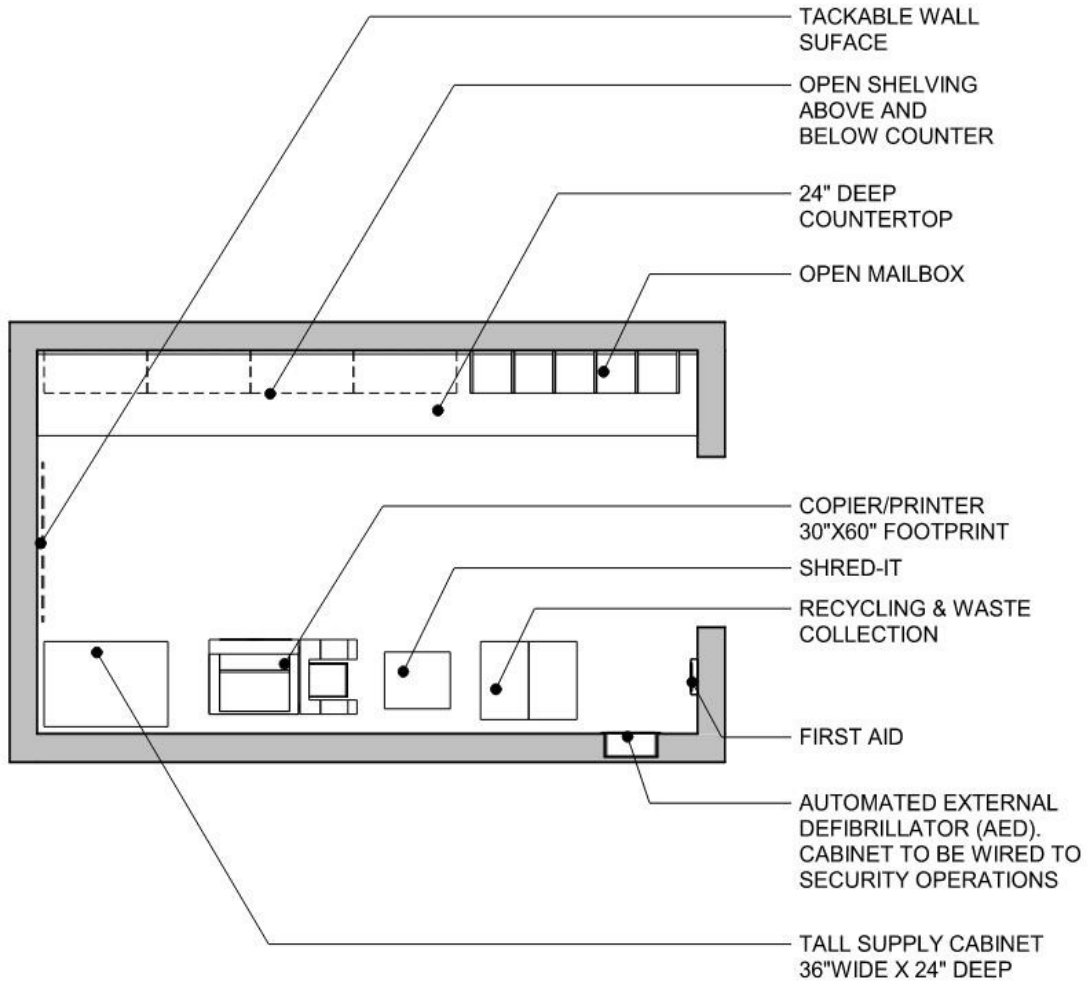 TACKABLE WALL
SUFACE
OPEN SHELVING
ABOVE AND
BELOW COUNTER
24" DEEP
COUNTERTOP
OPEN MAILBOX
COPIER/PRINTER
30"X60" FOOTPRINT
SHRED-IT
RECYCLING & WASTE
COLLECTION
FIRST AID
AUTOMATED EXTERNAL
DEFIBRILLATOR (AED).
CABINET TO BE WIRED TO
SECURITY OPERATIONS
TALL SUPPLY CABINET
36"WIDE X 24" DEEP